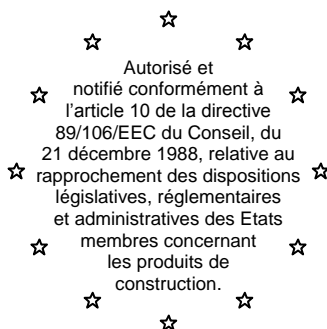 Autorisé et
notifié conformément à
l'article 10 de la directive
89/106/EEC du Conseil, du
21 décembre 1988, relative au
rapprochement des dispositions
législatives, réglementaires
et administratives des Etats
membres concernant
les produits de
construction.